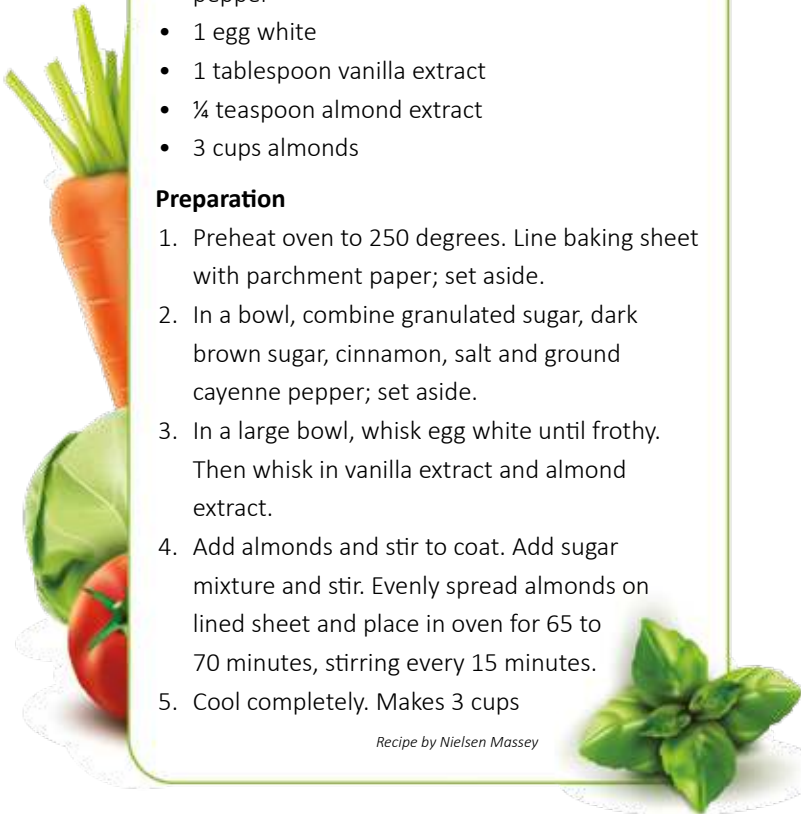 pepper
• 1 egg white
• 1 tablespoon vanilla extract
• ¼ teaspoon almond extract
• 3 cups almonds
Preparation
1. Preheat oven to 250 degrees. Line baking sheet
with parchment paper; set aside.
2. In a bowl, combine granulated sugar, dark
brown sugar, cinnamon, salt and ground
cayenne pepper; set aside.
3. In a large bowl, whisk egg white until frothy.
Then whisk in vanilla extract and almond
extract.
4. Add almonds and stir to coat. Add sugar
mixture and stir. Evenly spread almonds on
lined sheet and place in oven for 65 to
70 minutes, stirring every 15 minutes.
5. Cool completely. Makes 3 cups
Recipe by Nielsen Massey